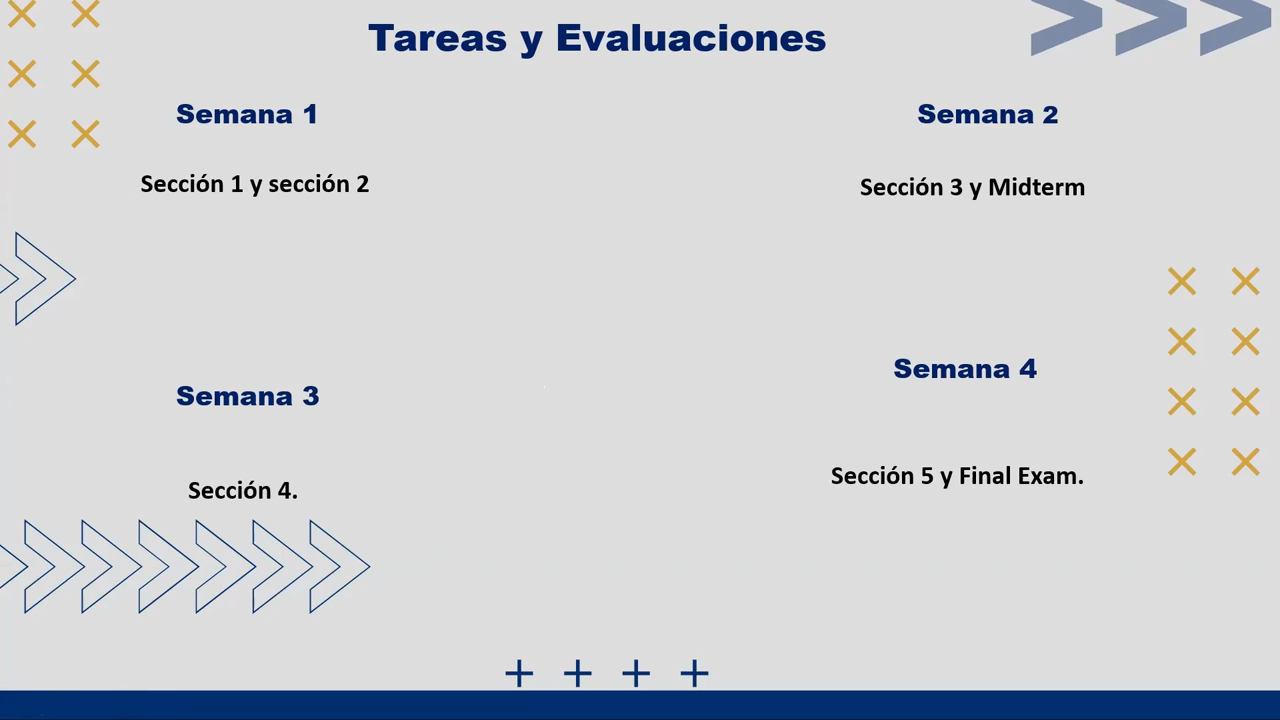 Tareas y Evaluaciones
Semana 1
Sección 1 y sección 2
Semana 2
Sección 3 y Midterm
Semana 3
Sección 4.
Semana 4
Sección 5 y Final Exam.